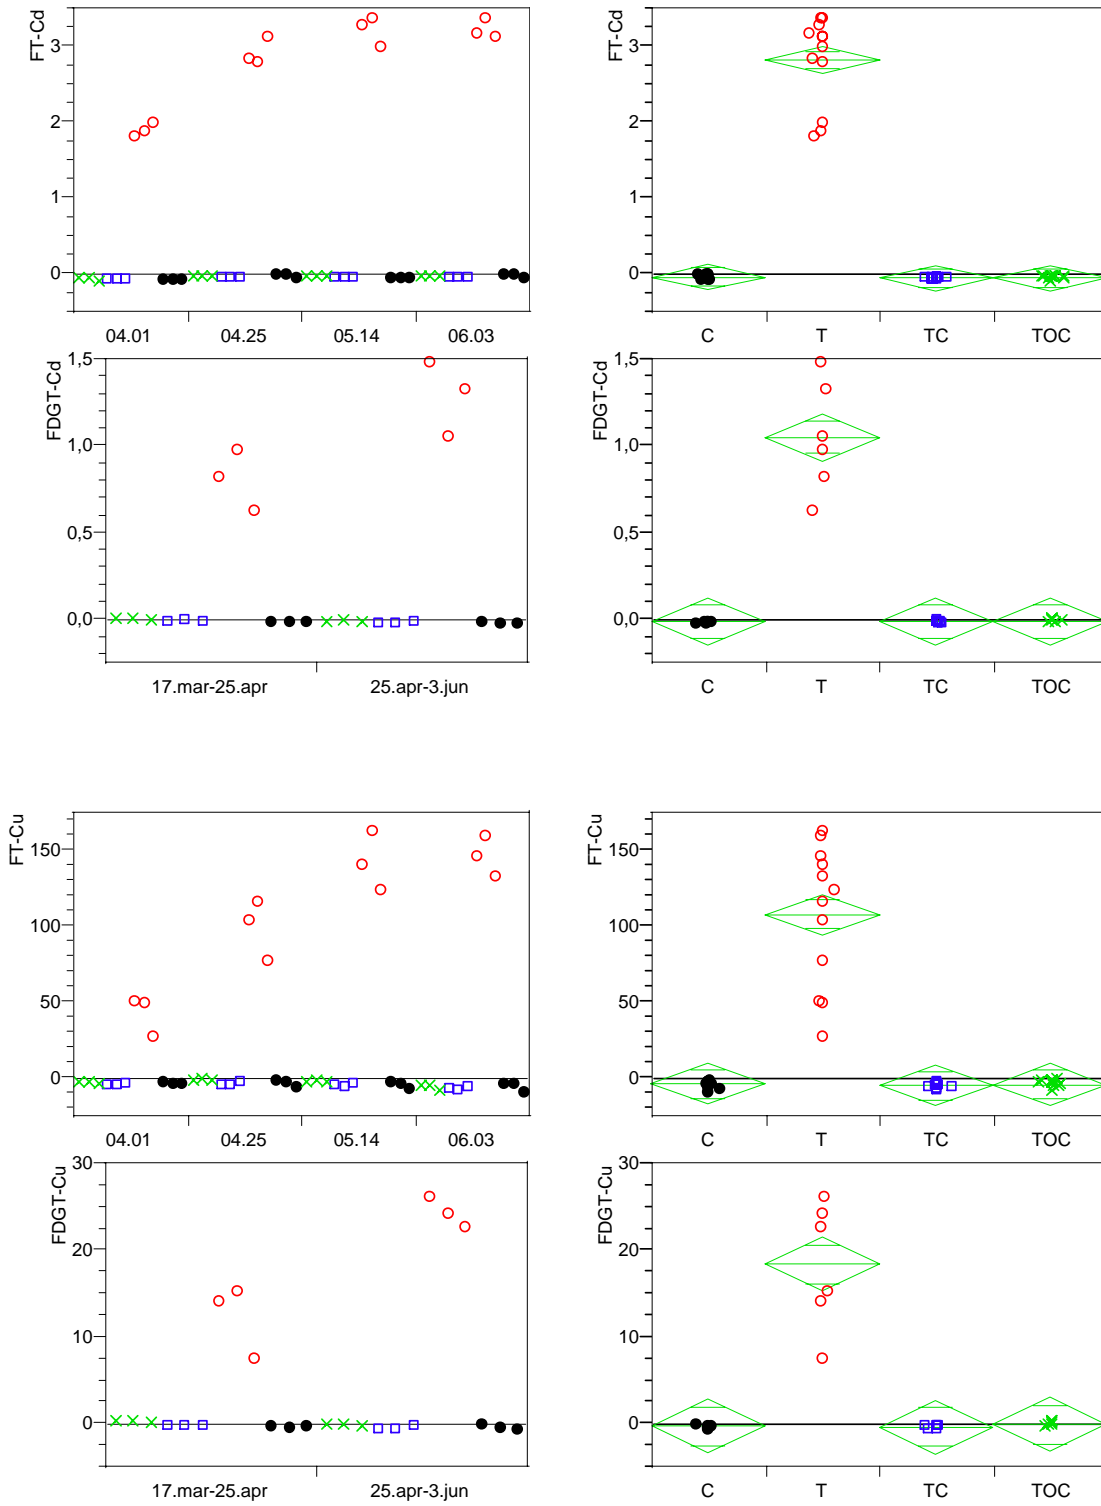 FT-Cd
3
2
1
0
04.01 04.25 05.14 06.03
FT-Cd
3
2
1
0
C T TC TOC
FDGT-Cd
1,5
1,0
0,5
0,0
17.mar-25.apr 25.apr-3.jun
FDGT-Cd
1,5
1,0
0,5
0,0
C T TC TOC
FT-Cu
150
100
50
0
04.01 04.25 05.14 06.03
FT-Cu
150
100
50
0
C T TC TOC
FDGT-Cu
30
20
10
0
17.mar-25.apr 25.apr-3.jun
FDGT-Cu
30
20
10
0
C T TC TOC